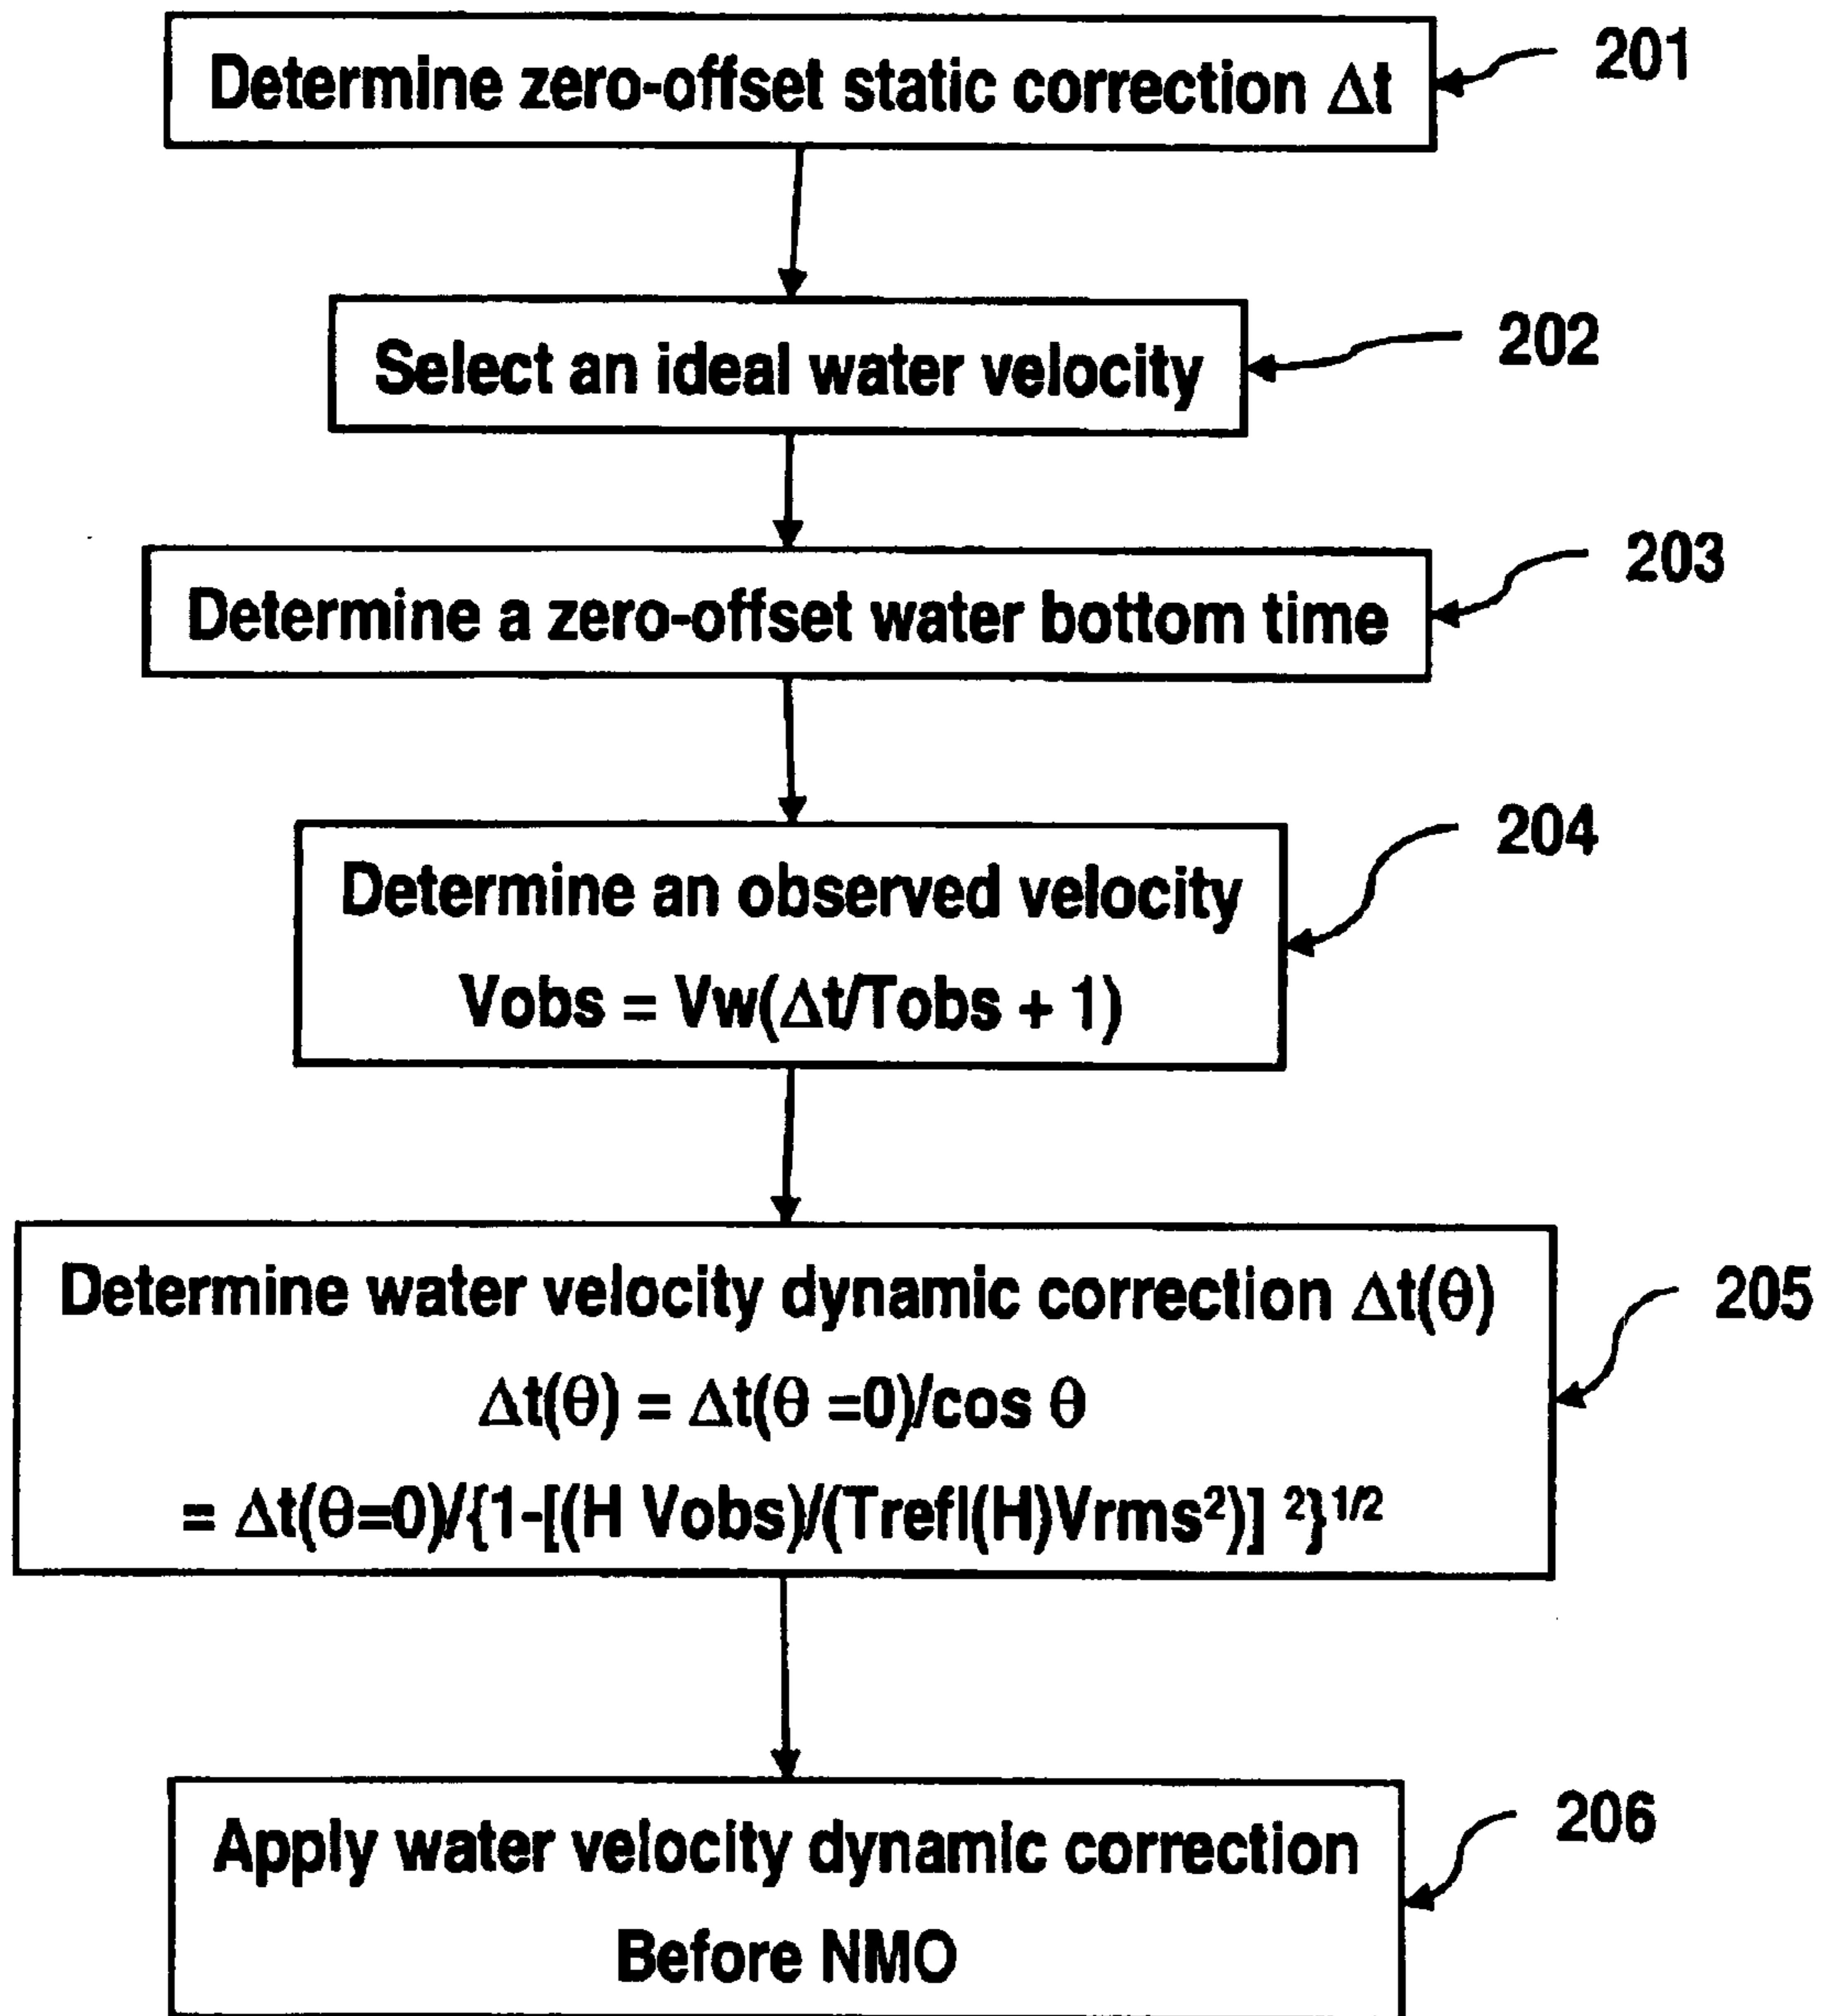 Determine zero-offset static correction Δt
201
Select an ideal water velocity
202
Determine a zero-offset water bottom time
203
Determine an observed velocity
Vobs = Vw(Δt/Tobs + 1)
204
Determine water velocity dynamic correction Δt(θ)
Δt(θ) = Δt(θ =0)/cos θ
= Δt(θ=0)/{1-[(H Vobs)/(Trefl(H)Vrms²)] ²}¹/²
205
Apply water velocity dynamic correction
Before NMO
206